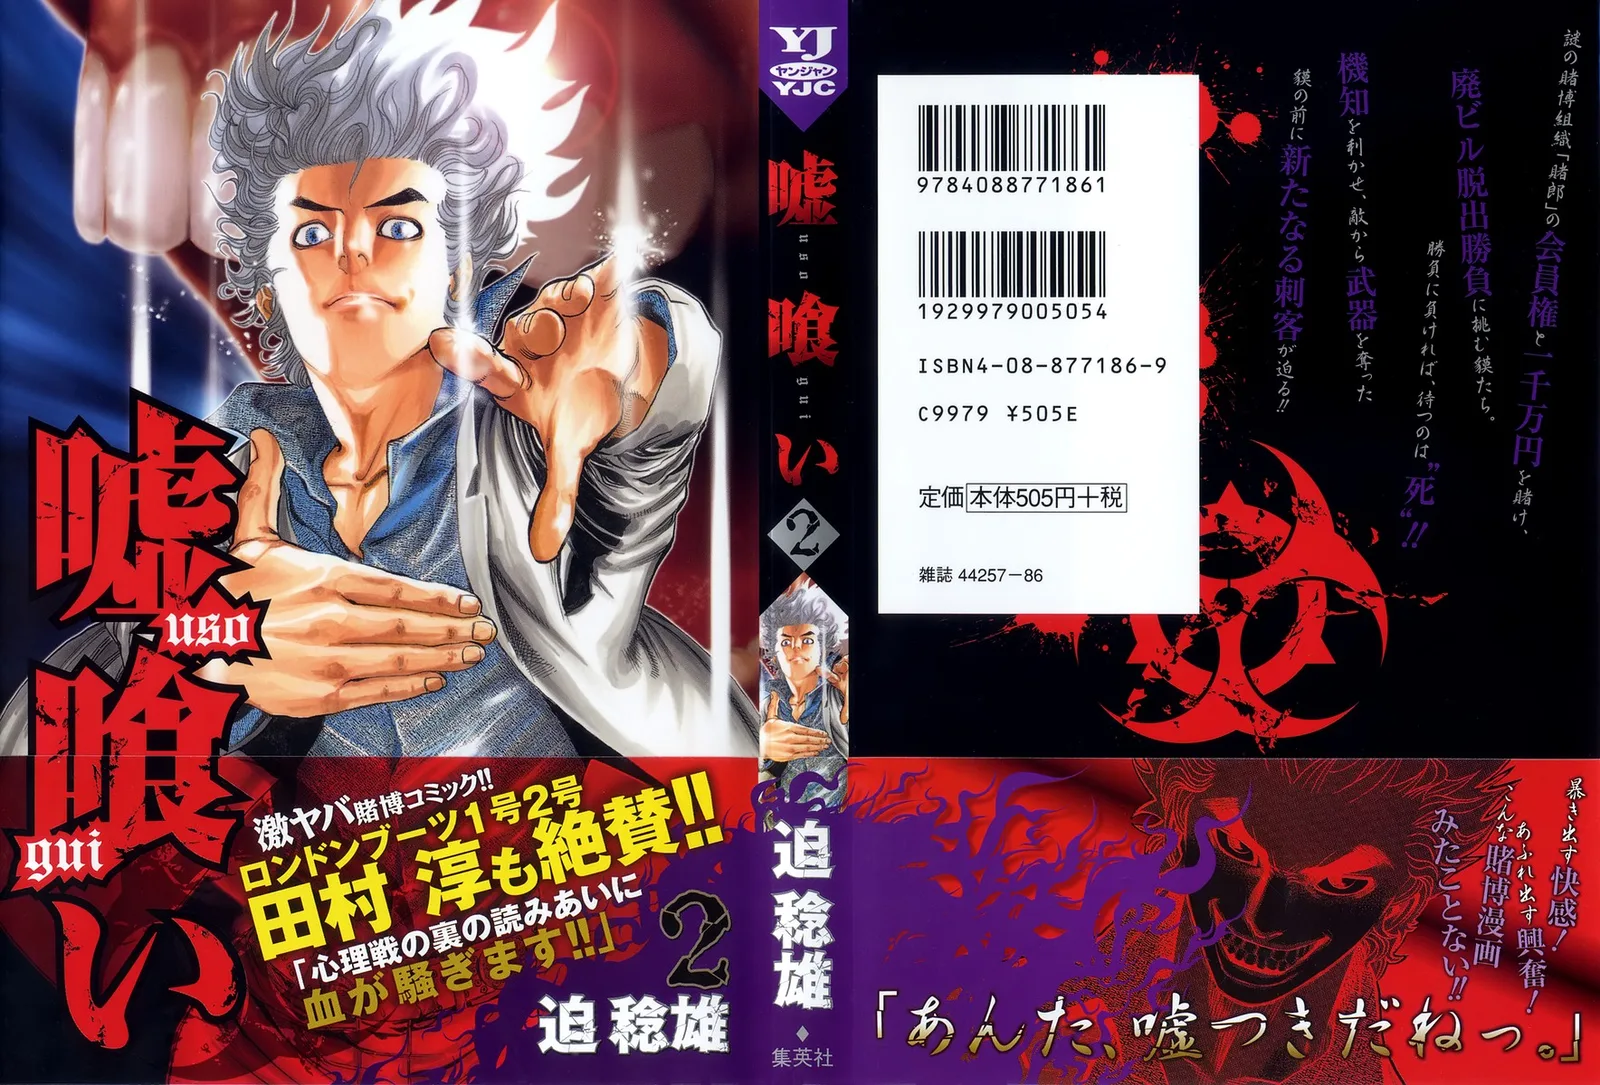 嘘喰い
uso
gui
激ヤバ賭博コミック!!
ロンドンブーツ1号2号
田村 淳も絶賛!!
「心理戦の裏の読みあいに
血が騒ぎます!!」
2
迫 稔雄
YJ
ヤンジャン
YJC
嘘喰い
uso
gui
2
迫 稔雄
集英社
9784088771861
1929979005054
ISBN4-08-877186-9
C9979 ¥505E
定価 本体505円+税
雑誌 44257-86
謎の賭博組織「賭郎」の会員権と一千万円を賭け、
廃ビル脱出勝負に挑む貘たち。
勝負に負ければ、待つのは“死”!!
機知を利かせ、敵から武器を奪った
貘の前に新たなる刺客が迫る!!
暴き出す快感!
あふれ出す興奮!
こんな賭博漫画
みたことない!!
「あんた、嘘つきだねっ。」